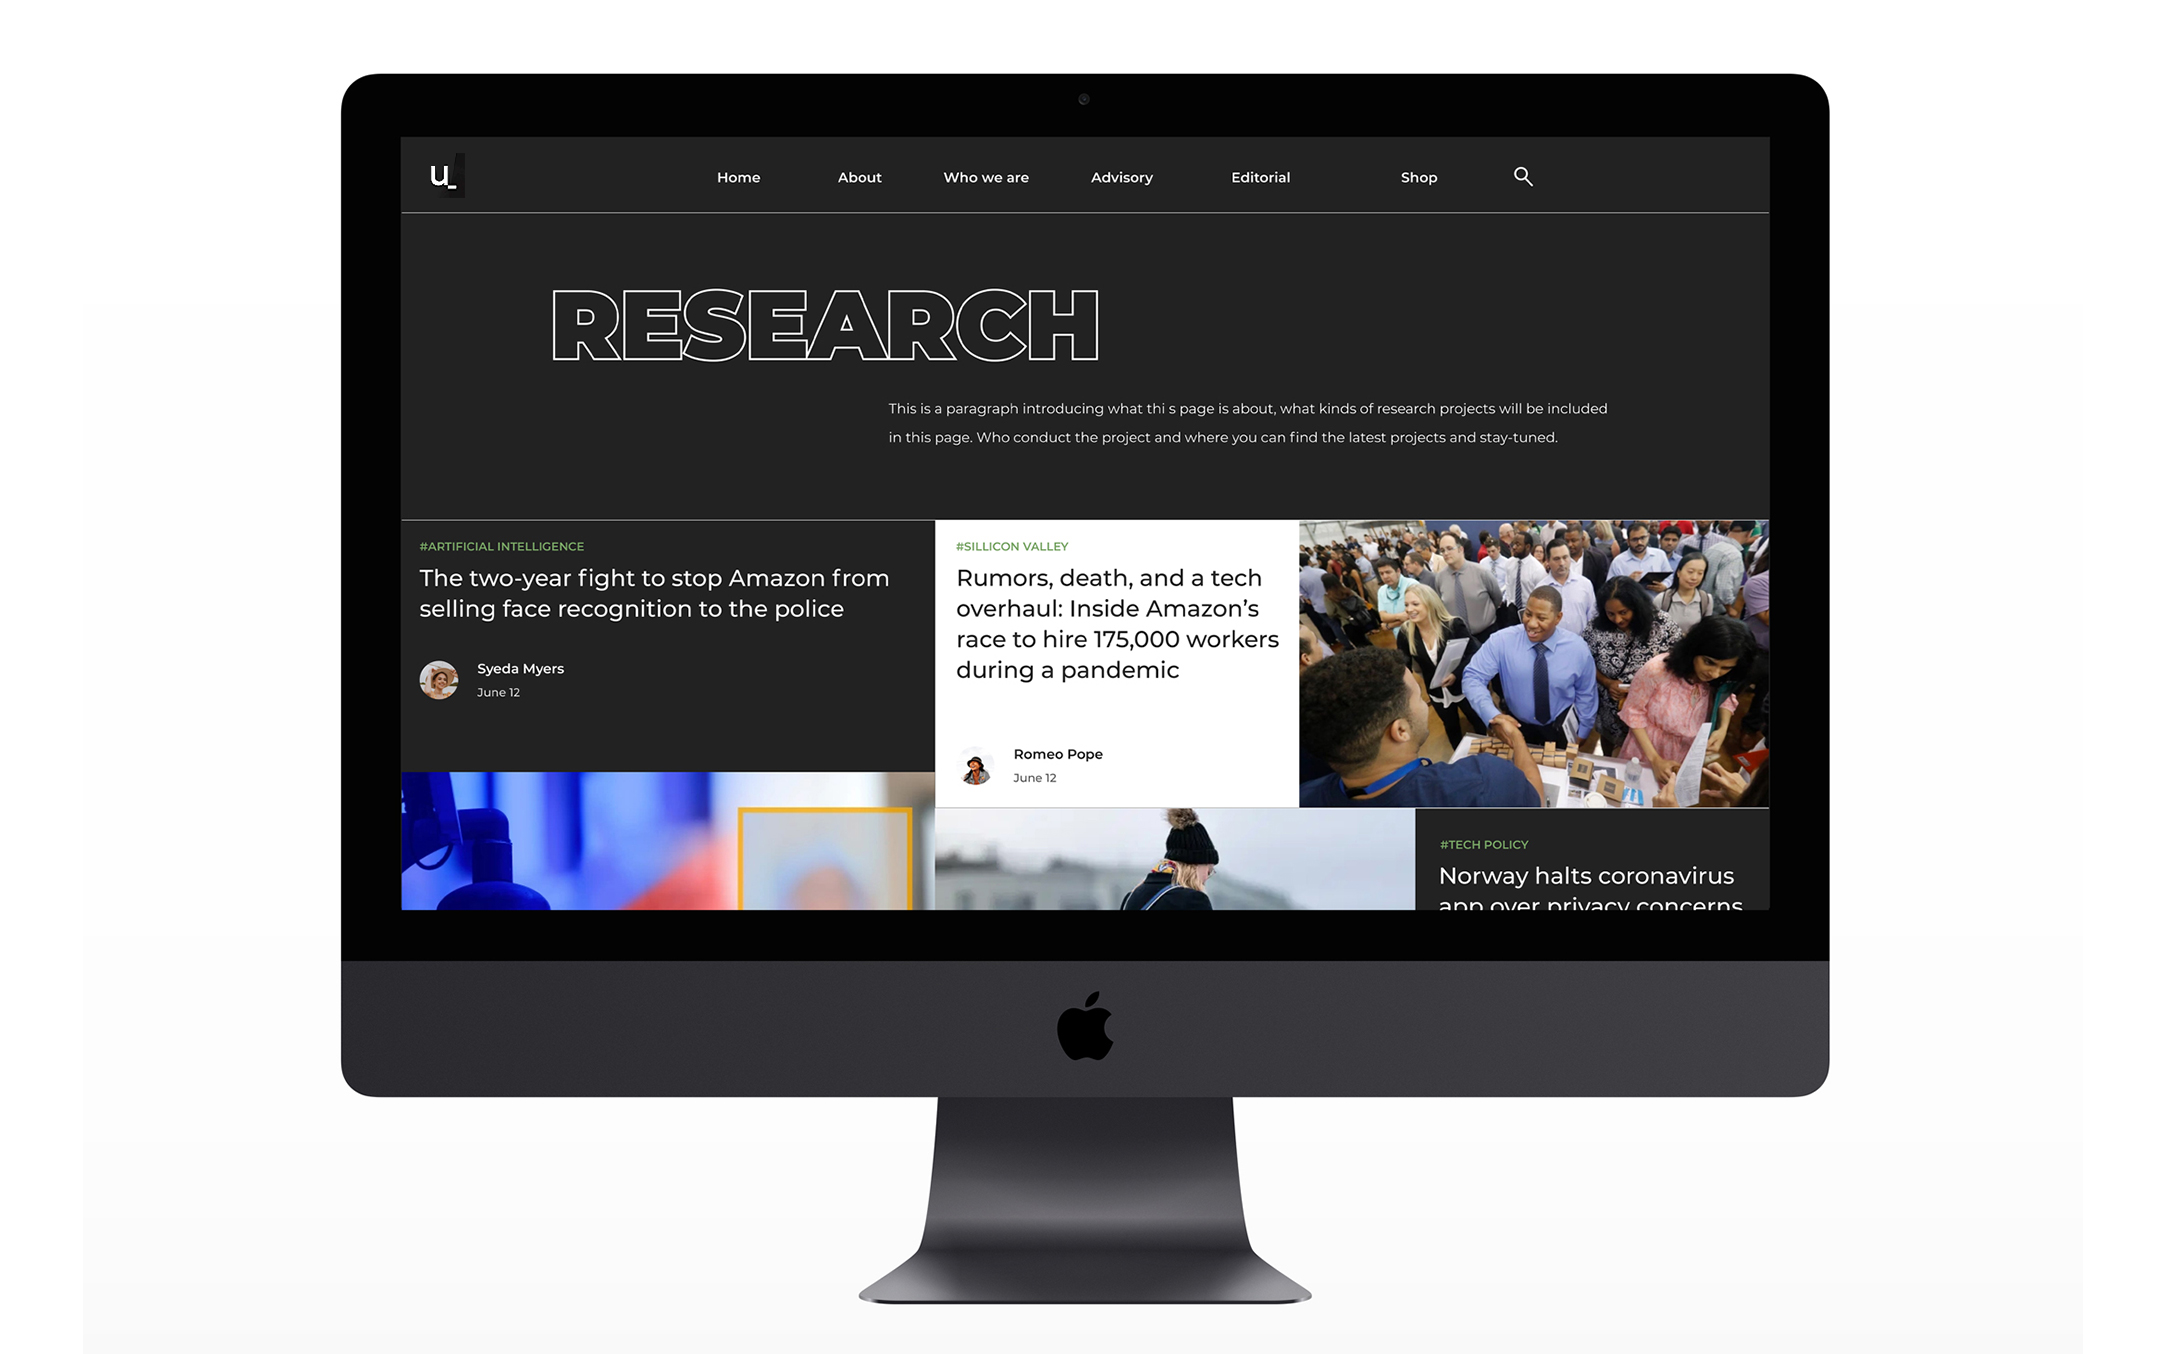 u_
Home About Who we are Advisory Editorial Shop
RESEARCH
This is a paragraph introducing what thi s page is about, what kinds of research projects will be included
in this page. Who conduct the project and where you can find the latest projects and stay-tuned.
#ARTIFICIAL INTELLIGENCE
The two-year fight to stop Amazon from
selling face recognition to the police
Syeda Myers
June 12
#SILLICON VALLEY
Rumors, death, and a tech
overhaul: Inside Amazon’s
race to hire 175,000 workers
during a pandemic
Romeo Pope
June 12
#TECH POLICY
Norway halts coronavirus
app over privacy concerns